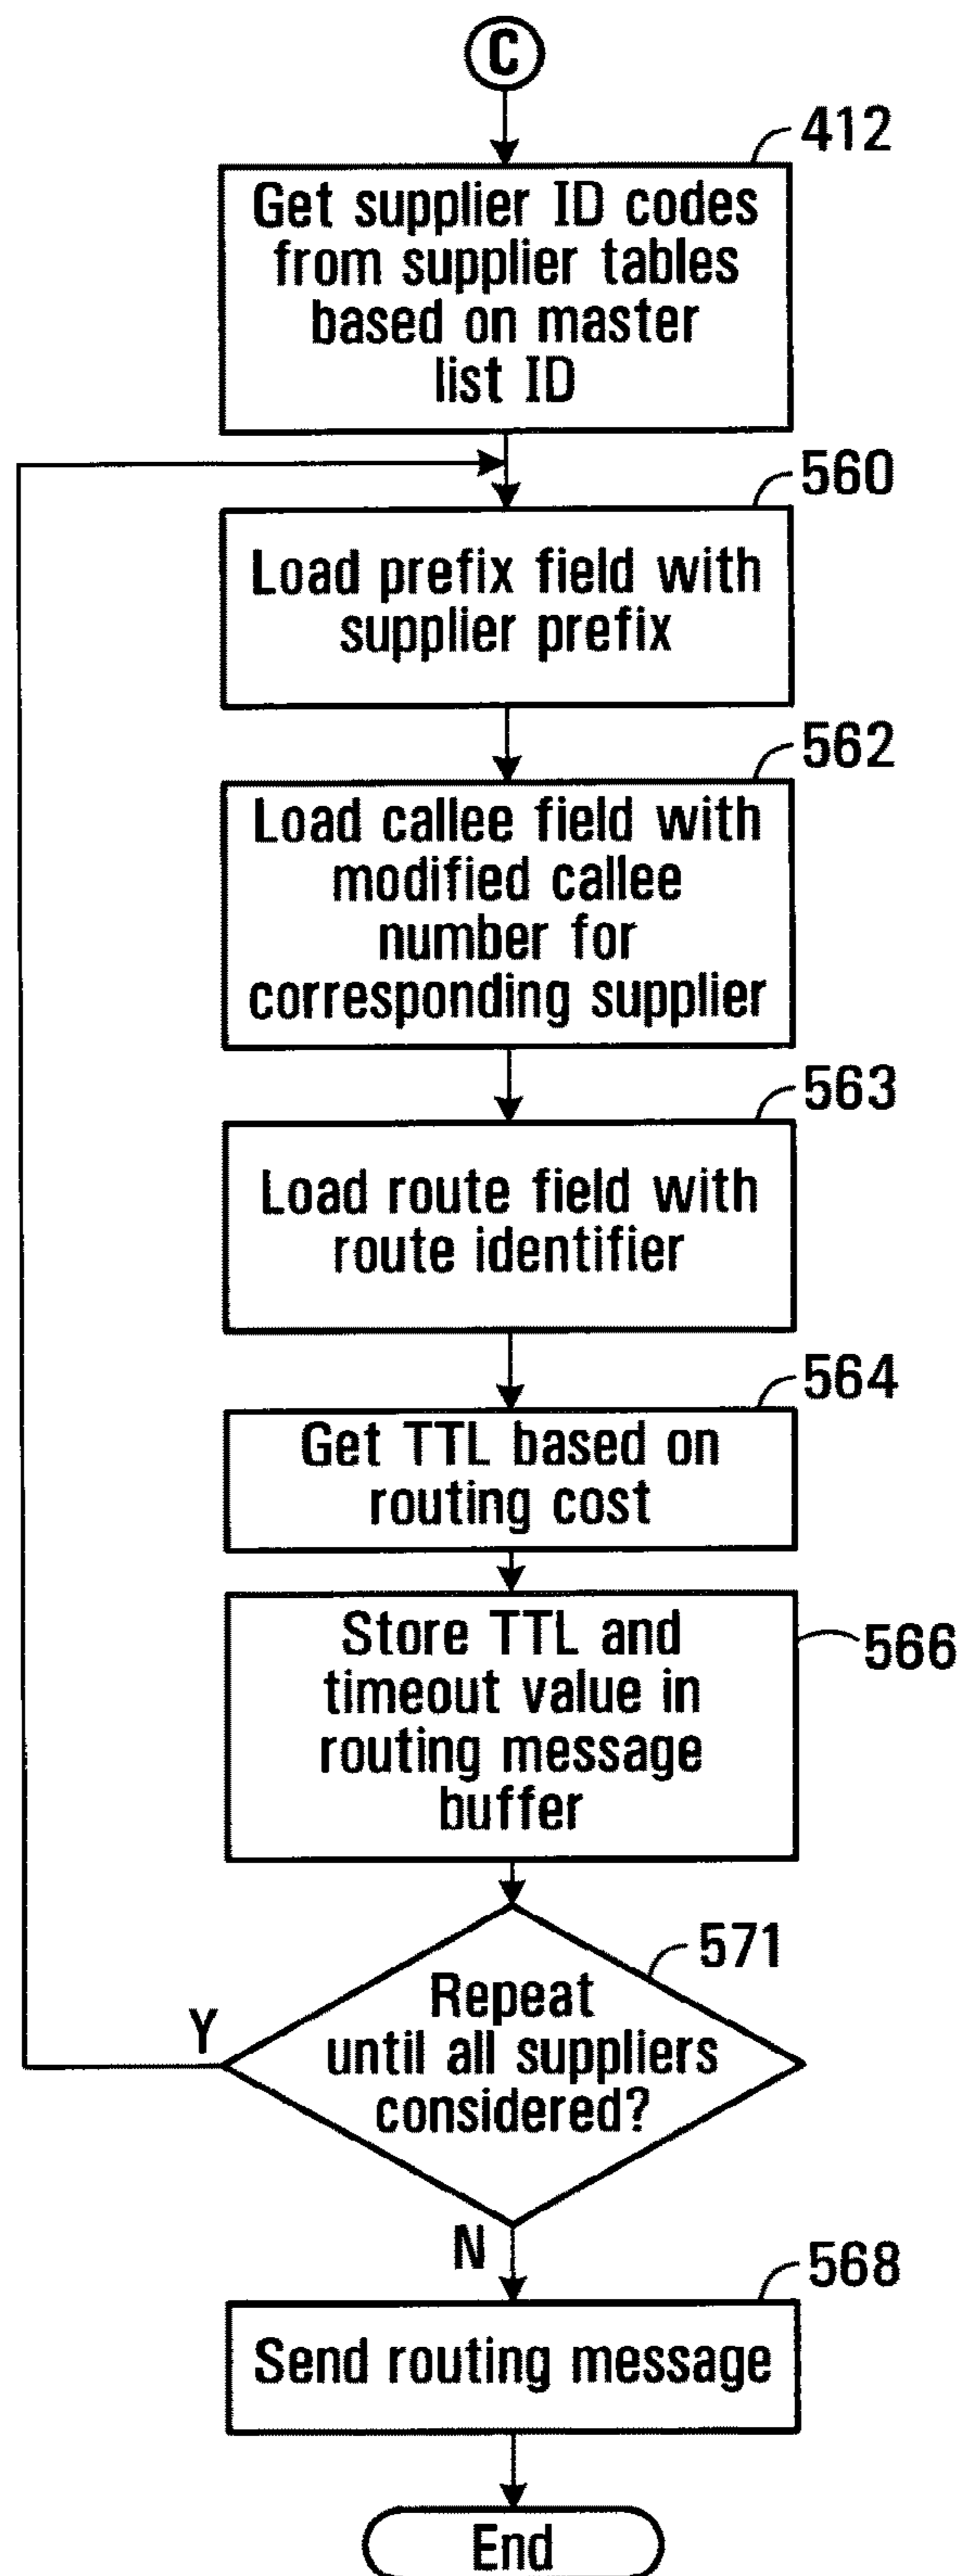 C
412
Get supplier ID codes
from supplier tables
based on master
list ID
560
Load prefix field with
supplier prefix
562
Load callee field with
modified callee
number for
corresponding supplier
563
Load route field with
route identifier
564
Get TTL based on
routing cost
566
Store TTL and
timeout value in
routing message
buffer
571
Repeat
until all suppliers
considered?
Y
N
568
Send routing message
End